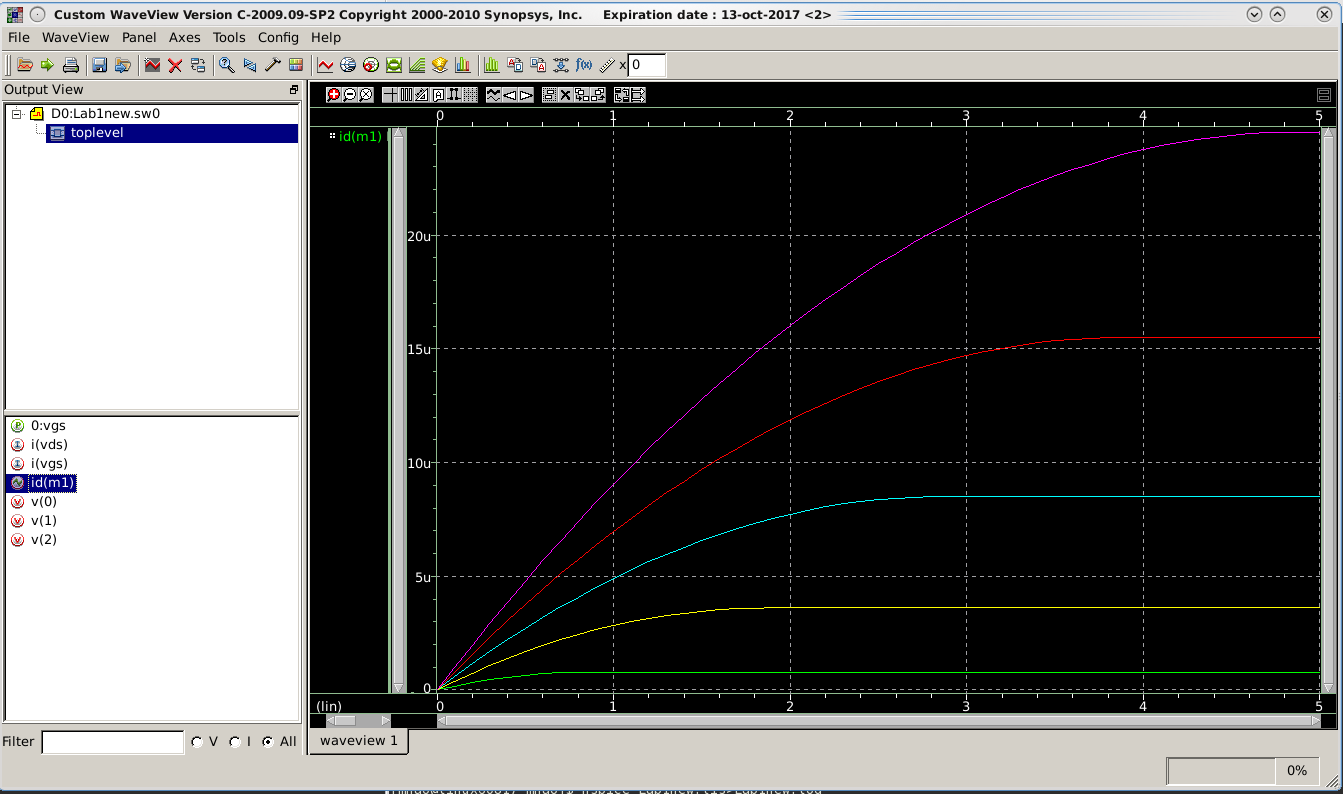 Custom WaveView Version C-2009.09-SP2 Copyright 2000-2010 Synopsys, Inc. Expiration date : 13-oct-2017 <2>
File WaveView Panel Axes Tools Config Help
f(x) x 0
Output View
D0:Lab1new.sw0
toplevel
0:vgs
i(vds)
i(vgs)
id(m1)
v(0)
v(1)
v(2)
Filter V I All
0 1 2 3 4 5
id(m1)
20u
15u
10u
5u
0
(lin) 0 1 2 3 4 5
waveview 1
0%